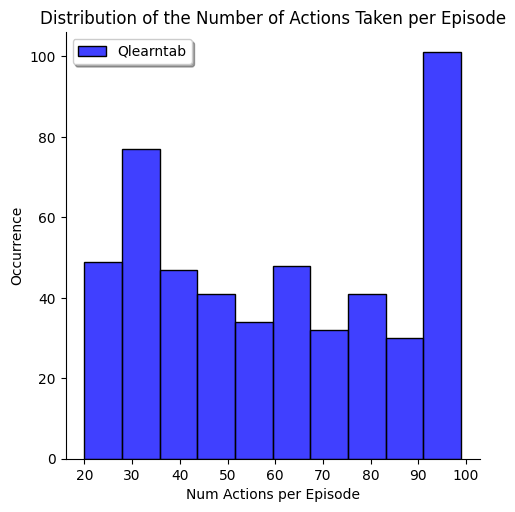 Distribution of the Number of Actions Taken per Episode
Qlearntab
100
80
60
40
20
0
Occurrence
20 30 40 50 60 70 80 90 100
Num Actions per Episode